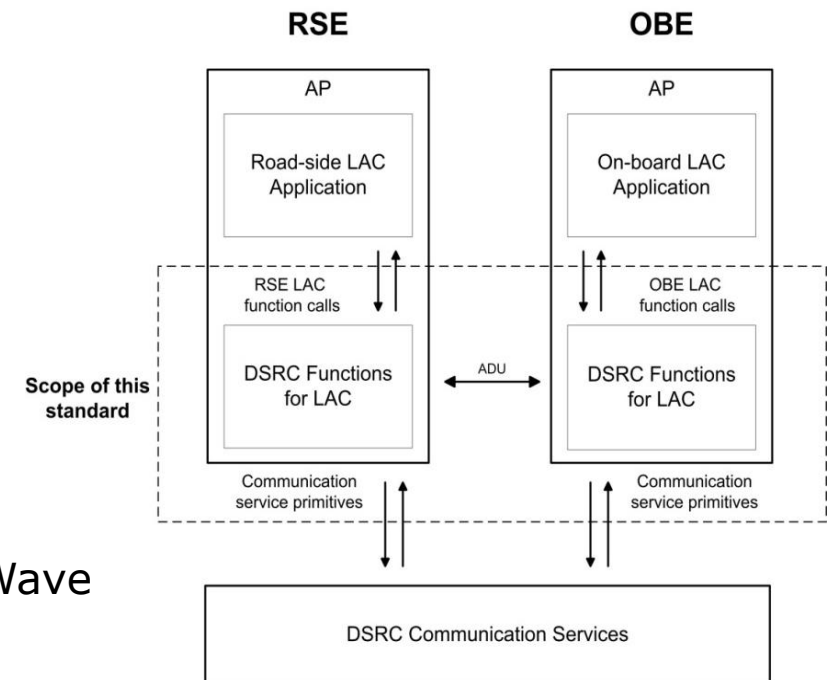 RSE
OBE
AP
AP
Road-side LAC
Application
On-board LAC
Application
RSE LAC
function calls
OBE LAC
function calls
Scope of this
standard
DSRC Functions
for LAC
ADU
DSRC Functions
for LAC
Communication
service primitives
Communication
service primitives
Wave
DSRC Communication Services